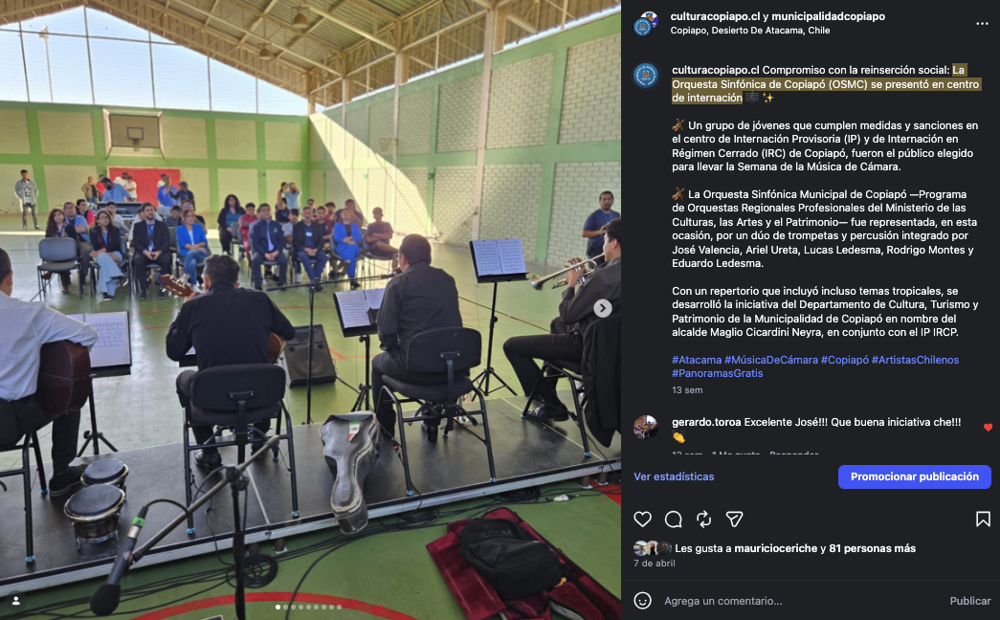 culturacopiapo.cl y municipalidadcopiapo
Copiapo, Desierto De Atacama, Chile
culturacopiapo.cl Compromiso con la reinserción social: La
Orquesta Sinfónica de Copiapó (OSMC) se presentó en centro
de internación 🎼✨
🎻 Un grupo de jóvenes que cumplen medidas y sanciones en
el centro de Internación Provisoria (IP) y de Internación en
Régimen Cerrado (IRC) de Copiapó, fueron el público elegido
para llevar la Semana de la Música de Cámara.
🎻 La Orquesta Sinfónica Municipal de Copiapó —Programa
de Orquestas Regionales Profesionales del Ministerio de las
Culturas, las Artes y el Patrimonio— fue representada, en esta
ocasión, por un dúo de trompetas y percusión integrado por
José Valencia, Ariel Ureta, Lucas Ledesma, Rodrigo Montes y
Eduardo Ledesma.
Con un repertorio que incluyó incluso temas tropicales, se
desarrolló la iniciativa del Departamento de Cultura, Turismo y
Patrimonio de la Municipalidad de Copiapó en nombre del
alcalde Maglio Cicardini Neyra, en conjunto con el IP IRCP.
#Atacama #MúsicaDeCámara #Copiapó #ArtistasChilenos
#PanoramasGratis
13 sem
gerardo.toroa Excelente José!!! Que buena iniciativa che!!!
👏
13 sem 1 Me gusta Responder
Ver estadísticas
Promocionar publicación
Les gusta a mauricioceriche y 81 personas más
7 de abril
Agrega un comentario...
Publicar
VOLCOM